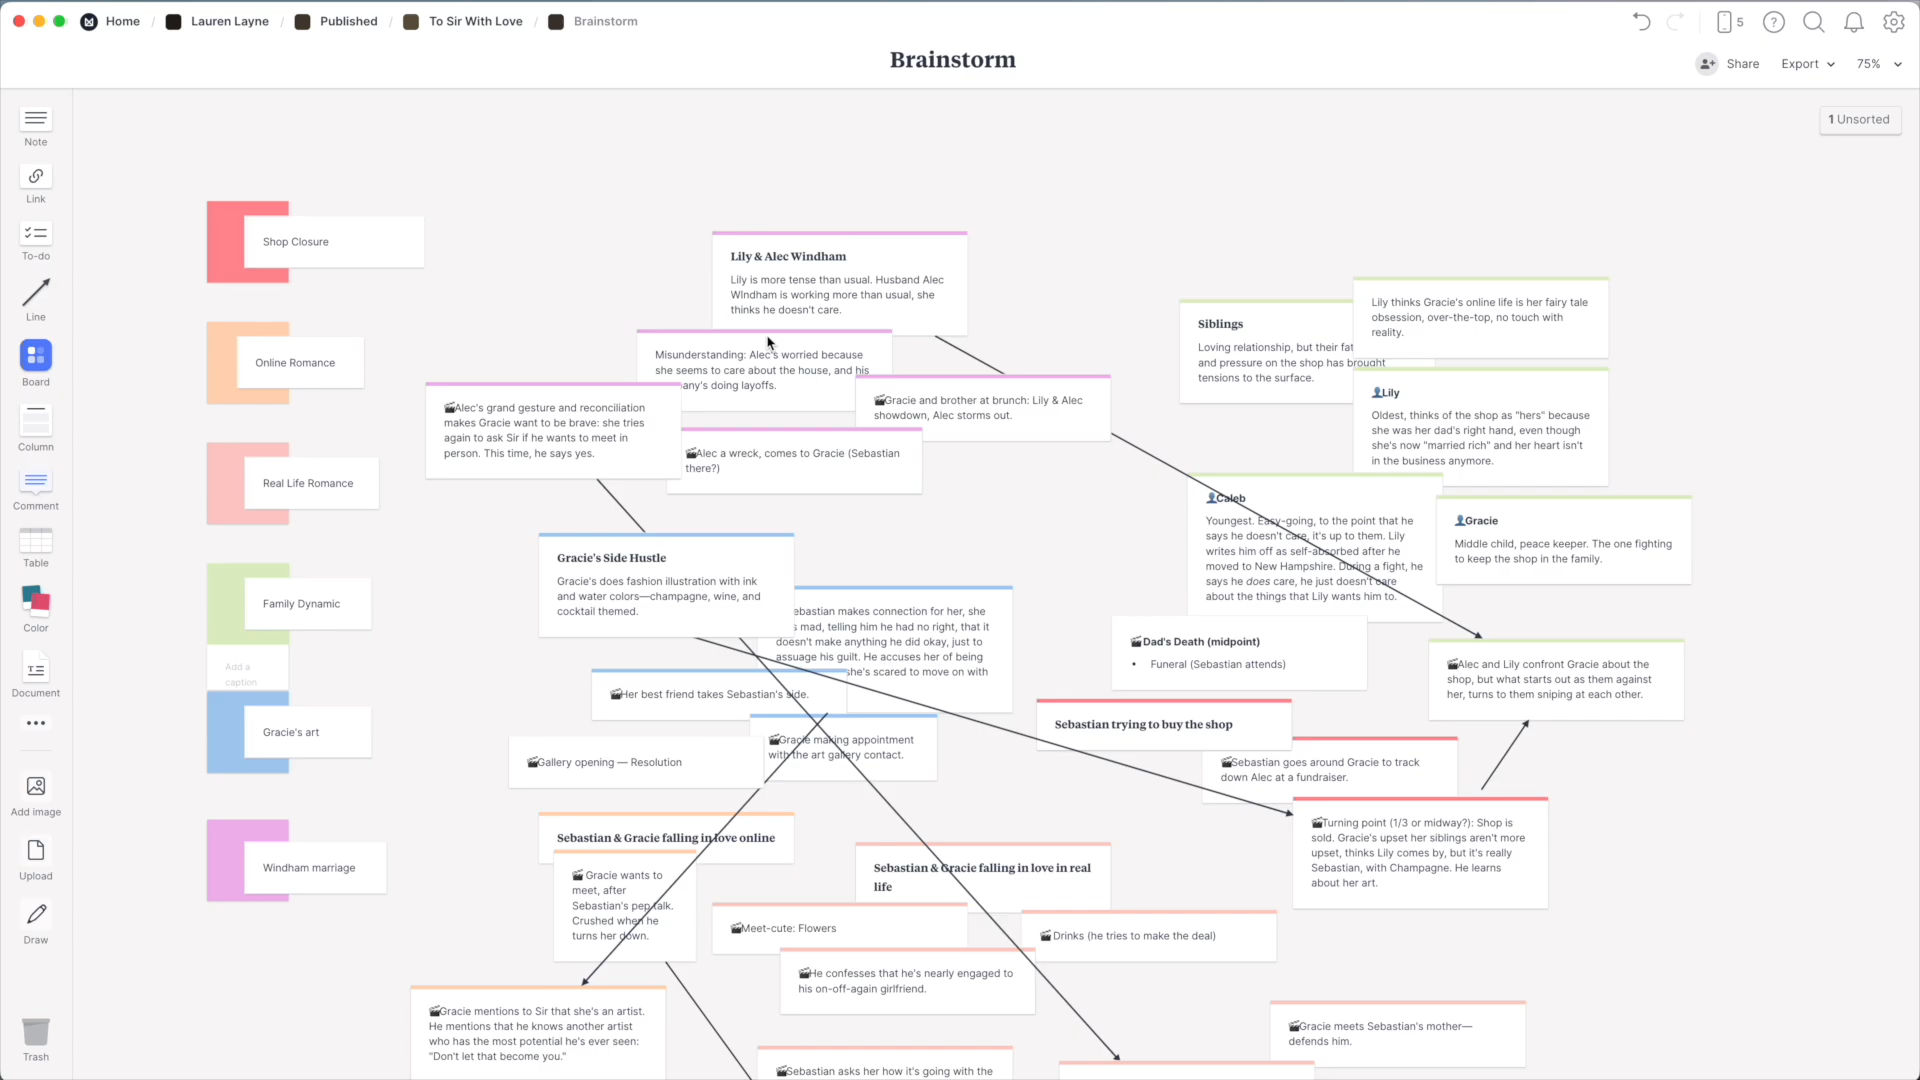 Home / Lauren Layne / Published / To Sir With Love / Brainstorm
5
Brainstorm
Share
Export
75%
1 Unsorted
Note
Link
To-do
Line
Board
Column
Comment
Table
Color
Document
Add image
Upload
Draw
Trash
Shop Closure
Online Romance
Real Life Romance
Family Dynamic
Add a
caption
Gracie's art
Windham marriage
Lily & Alec Windham
Lily is more tense than usual. Husband Alec
WIndham is working more than usual, she
thinks he doesn't care.
Misunderstanding: Alec's worried because
she seems to care about the house, and his
any's doing layoffs.
Alec's grand gesture and reconciliation
makes Gracie want to be brave: she tries
again to ask Sir if he wants to meet in
person. This time, he says yes.
Gracie and brother at brunch: Lily & Alec
showdown, Alec storms out.
Alec a wreck, comes to Gracie (Sebastian
there?)
Siblings
Loving relationship, but their fat
and pressure on the shop has brought
tensions to the surface.
Lily thinks Gracie's online life is her fairy tale
obsession, over-the-top, no touch with
reality.
Lily
Oldest, thinks of the shop as "hers" because
she was her dad's right hand, even though
she's now "married rich" and her heart isn't
in the business anymore.
Caleb
Youngest. Easy-going, to the point that he
says he doesn't care, it's up to them. Lily
writes him off as self-absorbed after he
moved to New Hampshire. During a fight, he
says he does care, he just doesn't care
about the things that Lily wants him to.
Gracie
Middle child, peace keeper. The one fighting
to keep the shop in the family.
Gracie's Side Hustle
Gracie's does fashion illustration with ink
and water colors—champagne, wine, and
cocktail themed.
ebastian makes connection for her, she
s mad, telling him he had no right, that it
doesn't make anything he did okay, just to
assuage his guilt. He accuses her of being
she's scared to move on with
Her best friend takes Sebastian's side.
Gracie making appointment
with the art gallery contact.
Gallery opening — Resolution
Dad's Death (midpoint)
• Funeral (Sebastian attends)
Alec and Lily confront Gracie about the
shop, but what starts out as them against
her, turns to them sniping at each other.
Sebastian trying to buy the shop
Sebastian goes around Gracie to track
down Alec at a fundraiser.
Turning point (1/3 or midway?): Shop is
sold. Gracie's upset her siblings aren't more
upset, thinks Lily comes by, but it's really
Sebastian, with Champagne. He learns
about her art.
Sebastian & Gracie falling in love online
Gracie wants to
meet, after
Sebastian's pep talk.
Crushed when he
turns her down.
Sebastian & Gracie falling in love in real
life
Meet-cute: Flowers
Drinks (he tries to make the deal)
He confesses that he's nearly engaged to
his on-off-again girlfriend.
Gracie mentions to Sir that she's an artist.
He mentions that he knows another artist
who has the most potential he's ever seen:
"Don't let that become you."
Gracie meets Sebastian's mother—
defends him.
Sebastian asks her how it's going with the